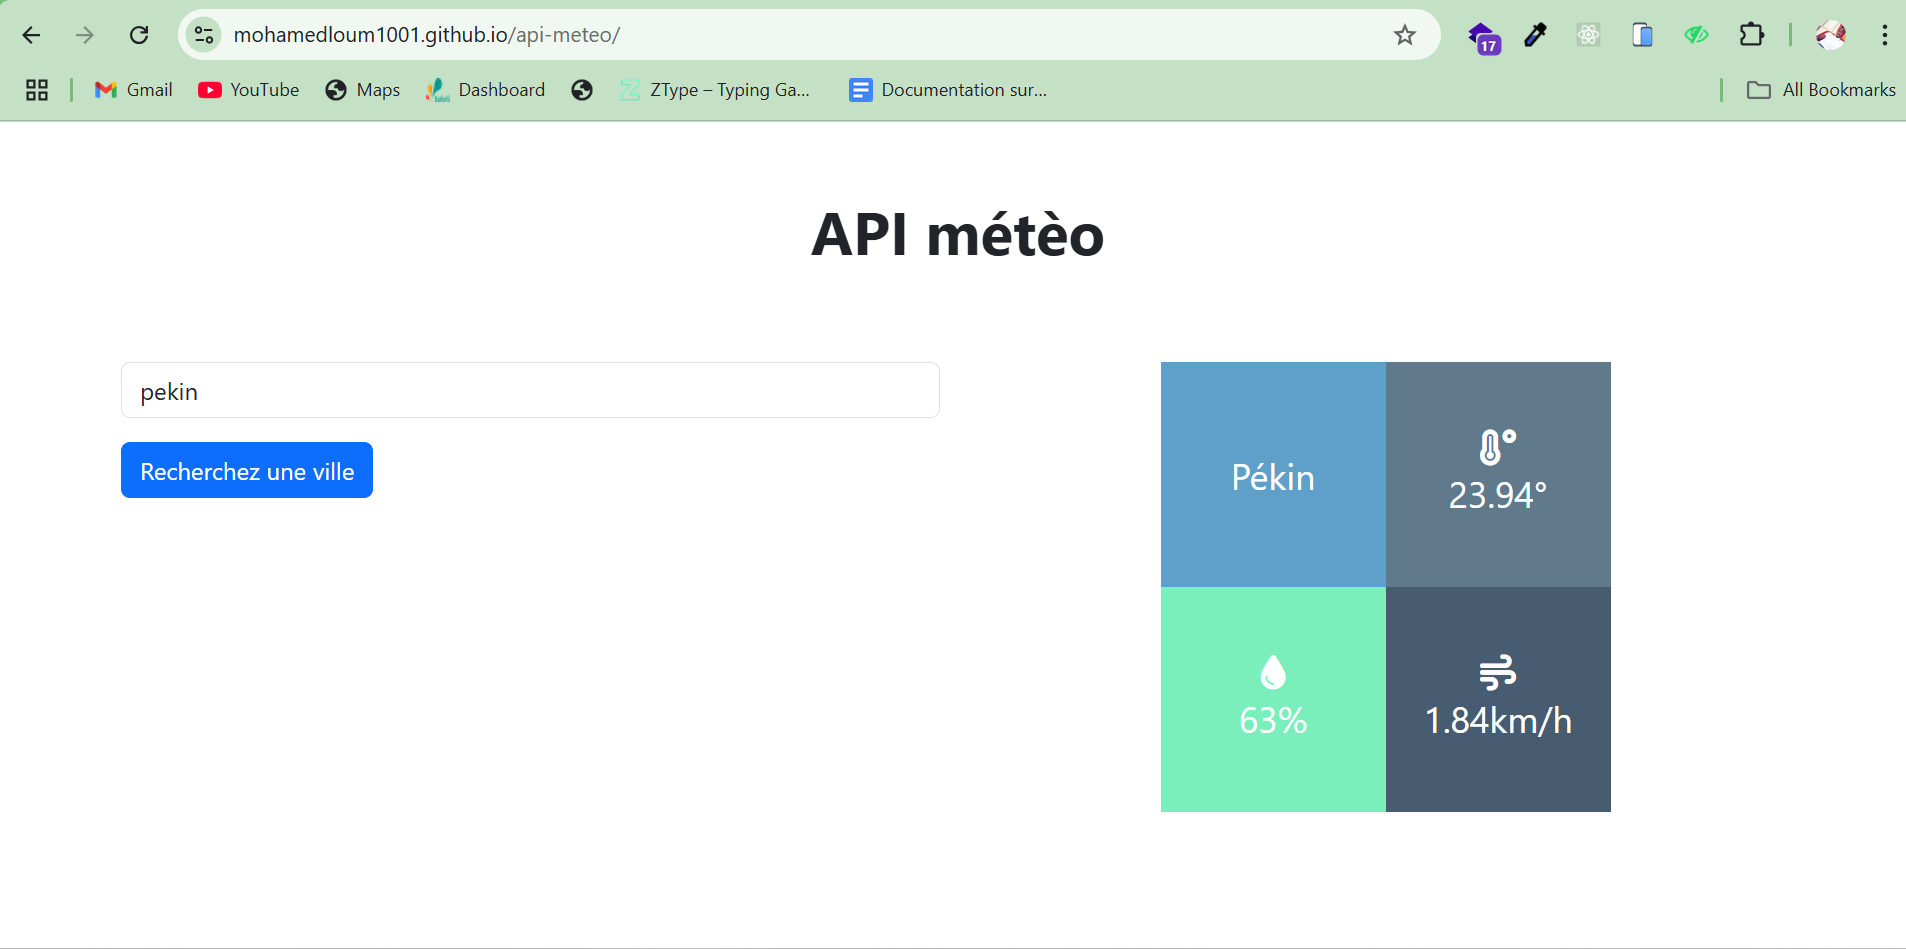 mohamedloum1001.github.io/api-meteo/
17
Gmail
YouTube
Maps
Dashboard
ZType – Typing Ga...
Documentation sur...
All Bookmarks
API métèo
pekin
Recherchez une ville
Pékin
23.94°
63%
1.84km/h